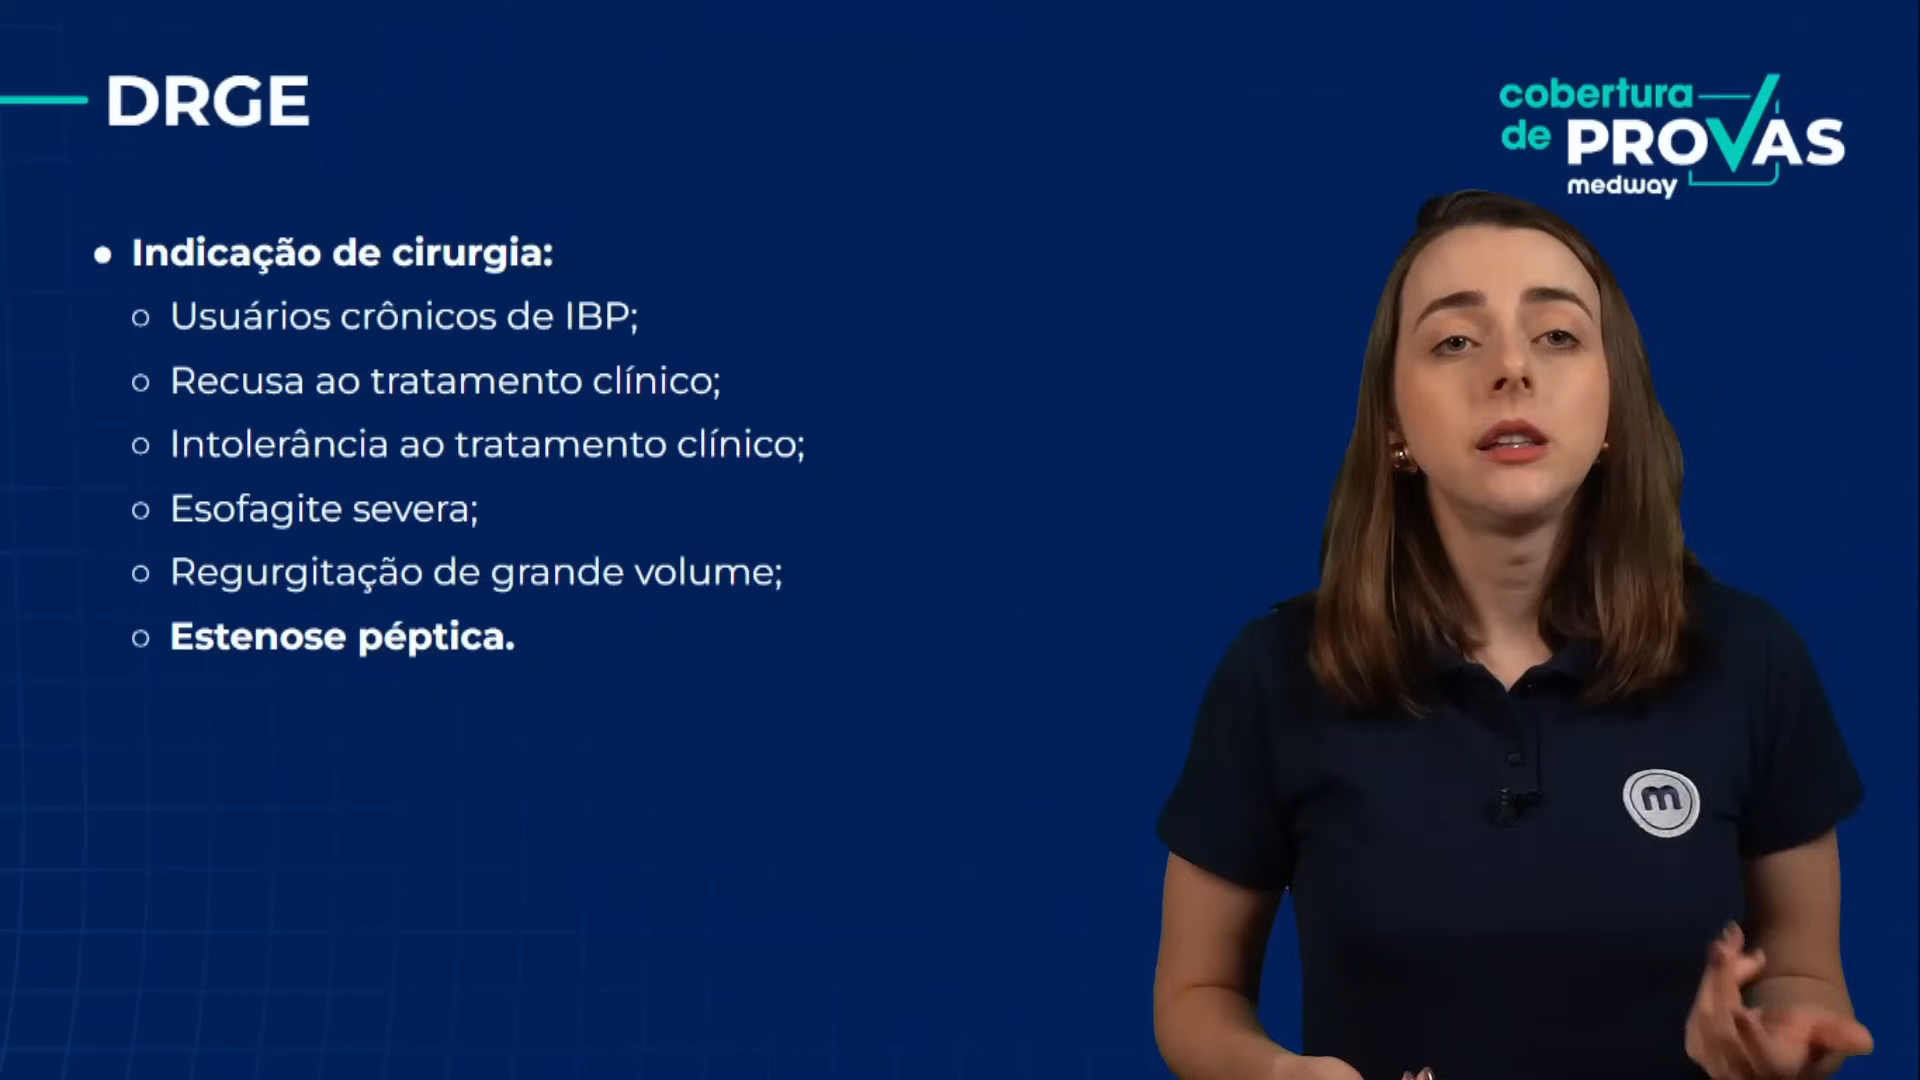 DRGE
cobertura
de PROVAS
medway
Indicação de cirurgia:
Usuários crônicos de IBP;
Recusa ao tratamento clínico;
Intolerância ao tratamento clínico;
Esofagite severa;
Regurgitação de grande volume;
Estenose péptica.
m